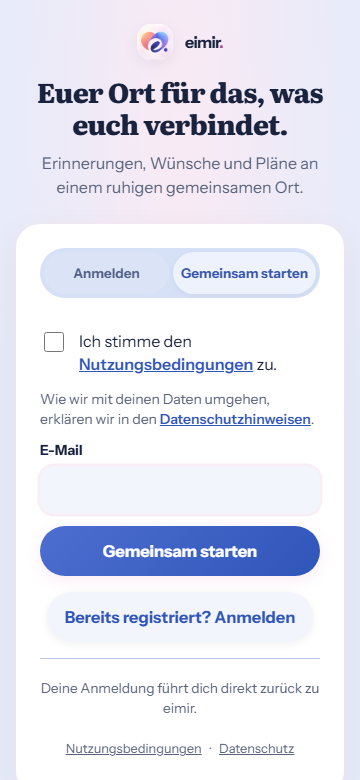 eimir.
Euer Ort für das, was
euch verbindet.
Erinnerungen, Wünsche und Pläne an
einem ruhigen gemeinsamen Ort.
Anmelden
Gemeinsam starten
Ich stimme den
Nutzungsbedingungen zu.
Wie wir mit deinen Daten umgehen,
erklären wir in den Datenschutzhinweisen.
E-Mail
Gemeinsam starten
Bereits registriert? Anmelden
Deine Anmeldung führt dich direkt zurück zu
eimir.
Nutzungsbedingungen · Datenschutz